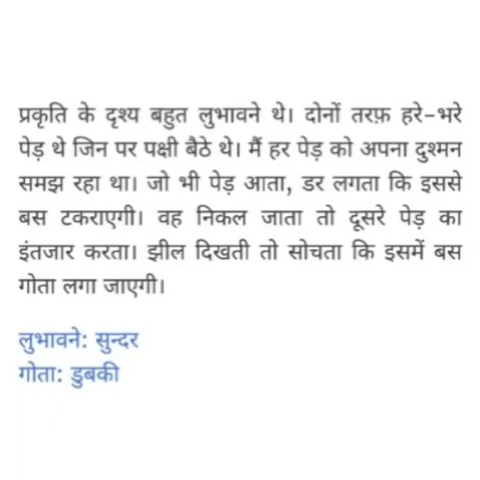 प्रकृति के दृश्य बहुत लुभावने थे। दोनों तरफ़ हरे-भरे
पेड़ थे जिन पर पक्षी बैठे थे। मैं हर पेड़ को अपना दुश्मन
समझ रहा था। जो भी पेड़ आता, डर लगता कि इससे
बस टकराएगी। वह निकल जाता तो दूसरे पेड़ का
इंतजार करता। झील दिखती तो सोचता कि इसमें बस
गोता लगा जाएगी।
लुभावने: सुन्दर
गोता: डुबकी